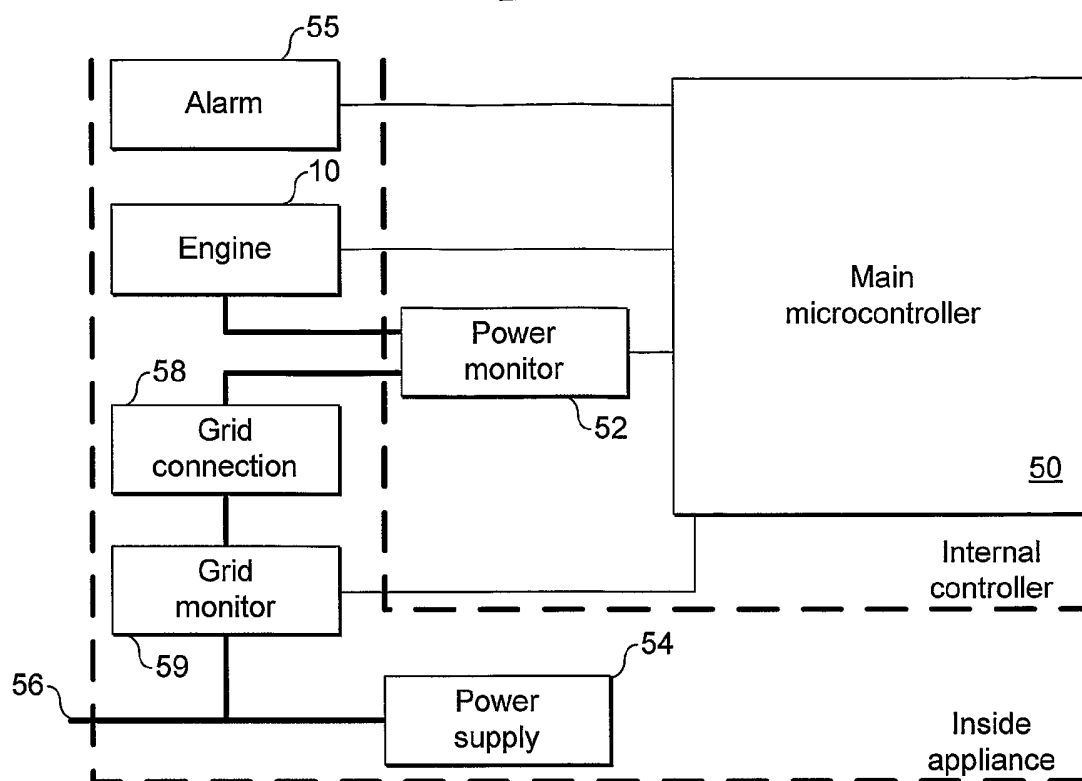 55
Alarm
10
Engine
Main
microcontroller
Power
monitor
58
52
Grid
connection
50
Grid
monitor
Internal
controller
59
54
56
Power
supply
Inside
appliance